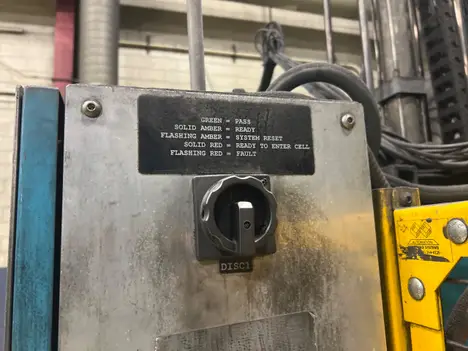 GREEN = PASS
SOLID AMBER = READY
FLASHING AMBER = SYSTEM RESET
SOLID RED = READY TO ENTER CELL
FLASHING RED = FAULT
DISC1